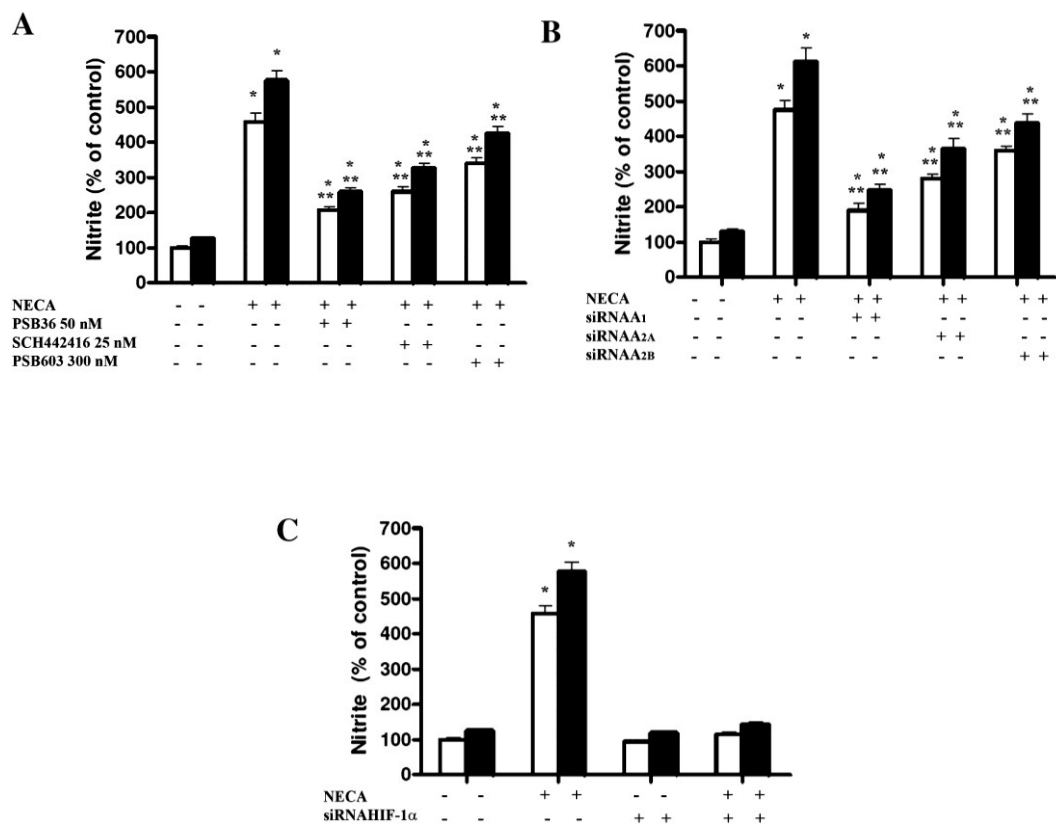 A
Nitrite (% of control)
700
600
500
400
300
200
100
0
* * * ** * ** * ** * ** * ** * **
NECA - - + + + + + + + +
PSB36 50 nM - - - - + + - - - -
SCH442416 25 nM - - - - - - + + - -
PSB603 300 nM - - - - - - - - + +
B
Nitrite (% of control)
700
600
500
400
300
200
100
0
* * * ** * ** * ** * ** * ** * **
NECA - - + + + + + + + +
siRNAA1 - - - - + + - - - -
siRNAA2A - - - - - - + + - -
siRNAA2B - - - - - - - - + +
C
Nitrite (% of control)
700
600
500
400
300
200
100
0
* *
NECA - - + + - - + +
siRNAHIF-1α - - - - + + + +